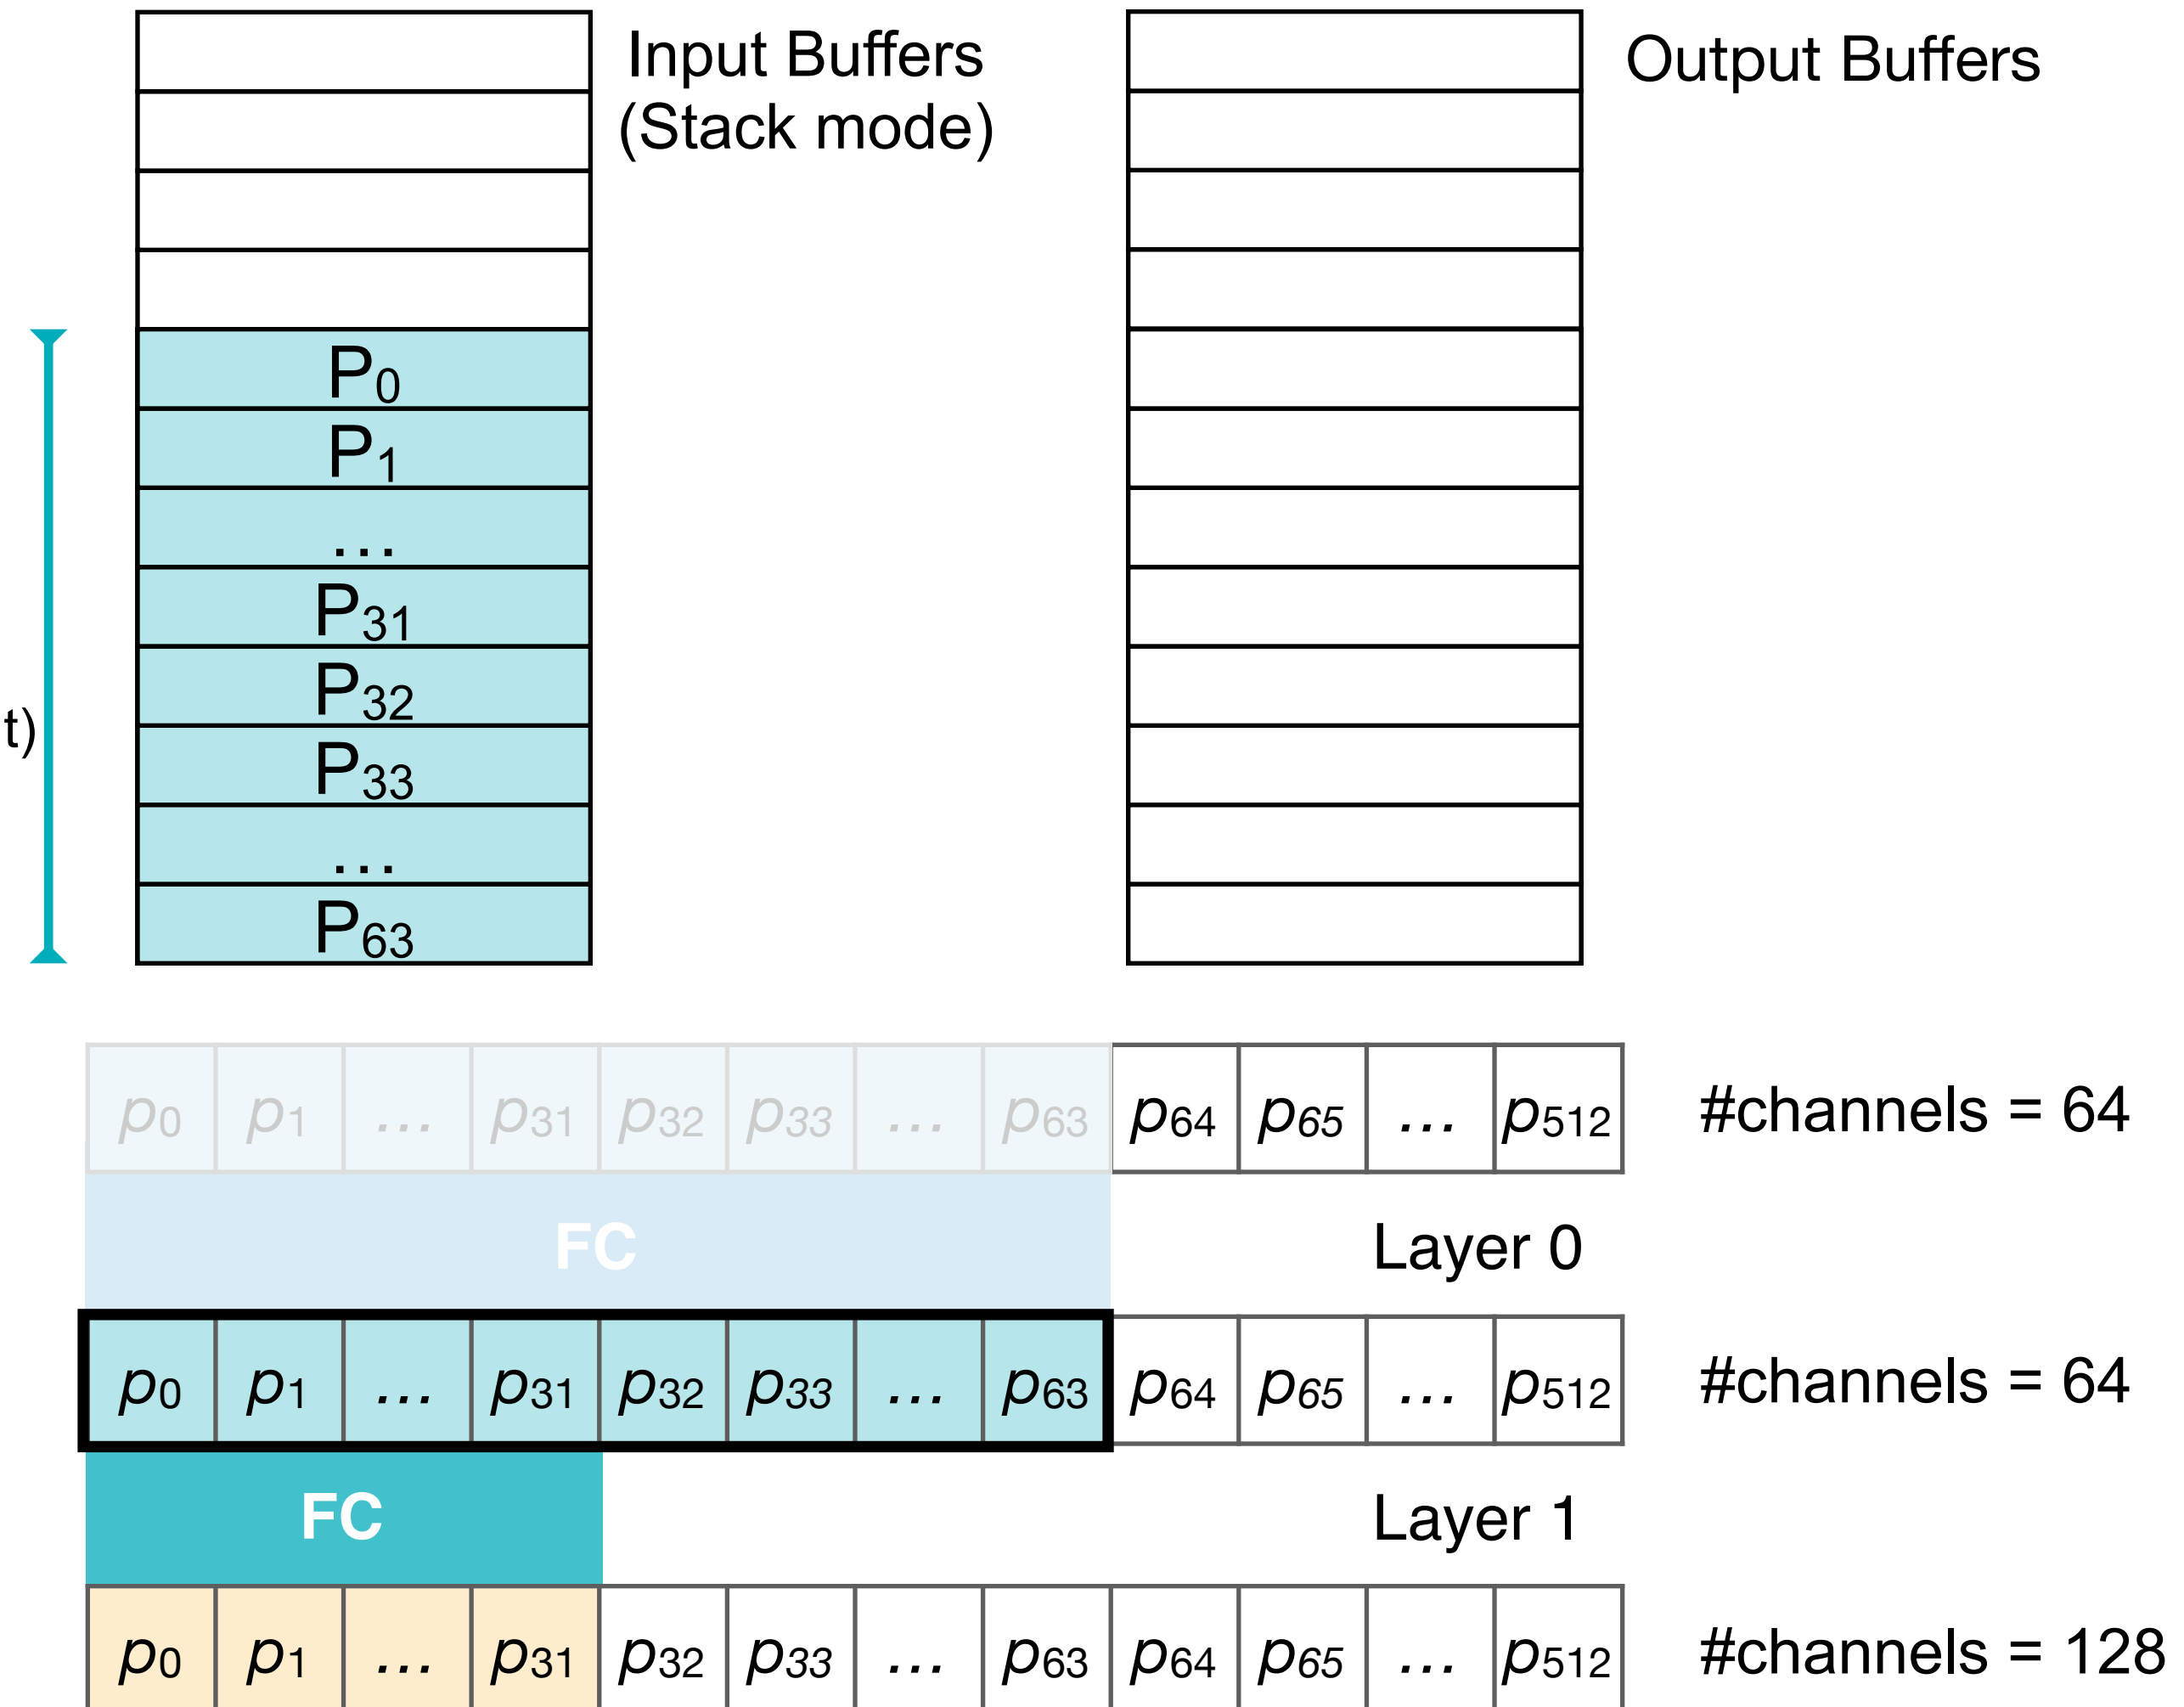 Input Buffers
(Stack mode)
Output Buffers
P0
P1
...
P31
P32
t)
P33
...
P63
p0 p1 ... p31 p32 p33 ... p63 p64 p65 ... p512 #channels = 64
FC Layer 0
p0 p1 ... p31 p32 p33 ... p63 p64 p65 ... p512 #channels = 64
FC Layer 1
p0 p1 ... p31 p32 p33 ... p63 p64 p65 ... p512 #channels = 128